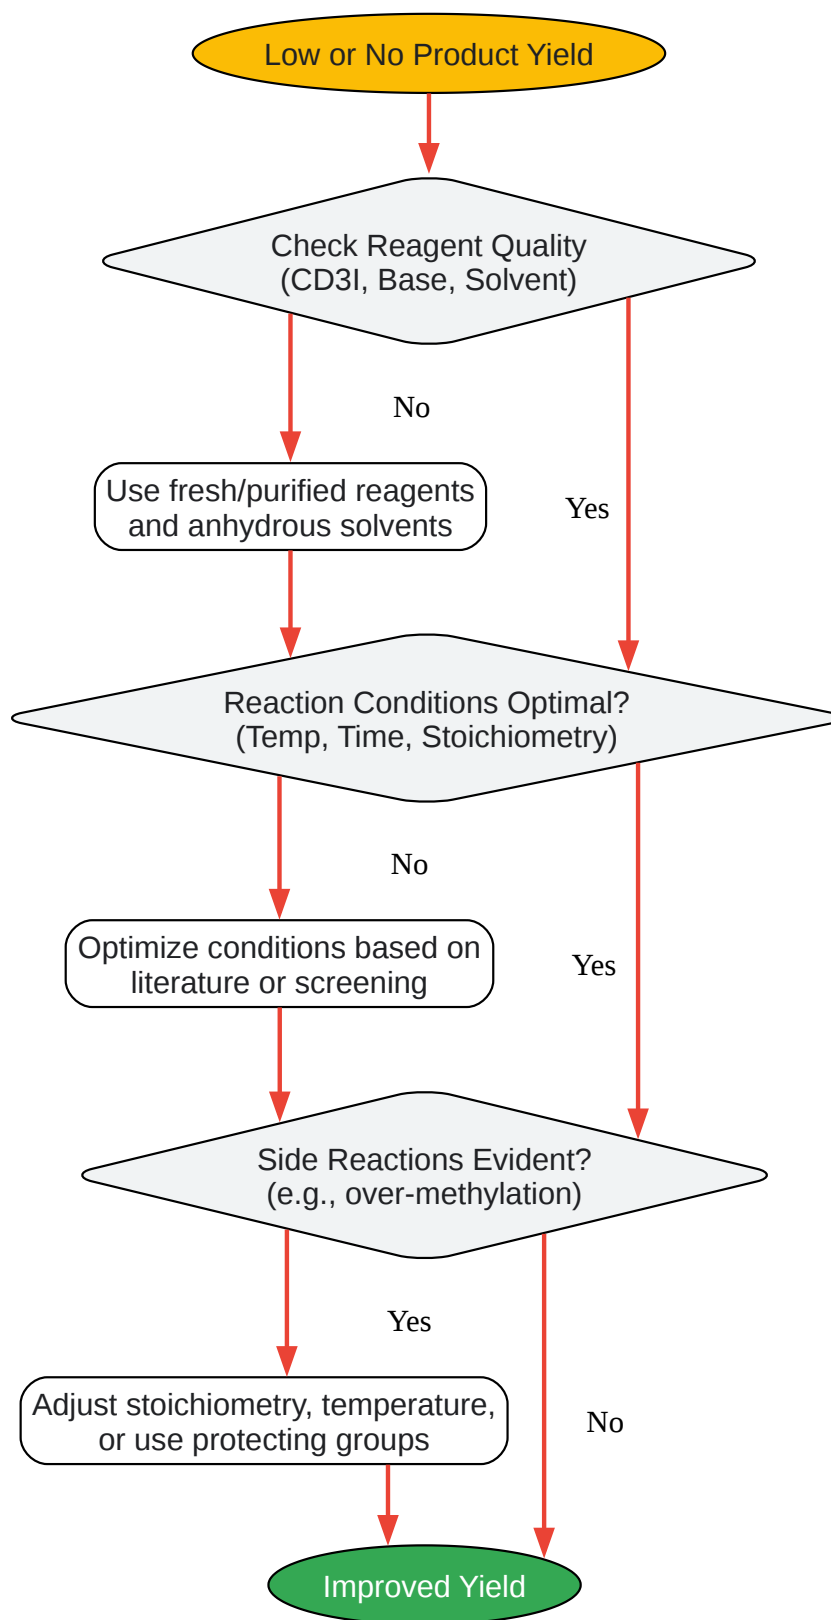 Low or No Product Yield
Check Reagent Quality
(CD3I, Base, Solvent)
No
Use fresh/purified reagents
and anhydrous solvents
Yes
Reaction Conditions Optimal?
(Temp, Time, Stoichiometry)
No
Optimize conditions based on
literature or screening
Yes
Side Reactions Evident?
(e.g., over-methylation)
Yes
Adjust stoichiometry, temperature,
or use protecting groups
No
Improved Yield